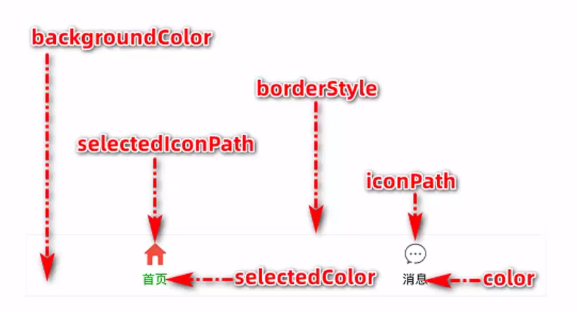 backgroundColor
borderStyle
selectedIconPath
iconPath
首页
selectedColor
消息
color